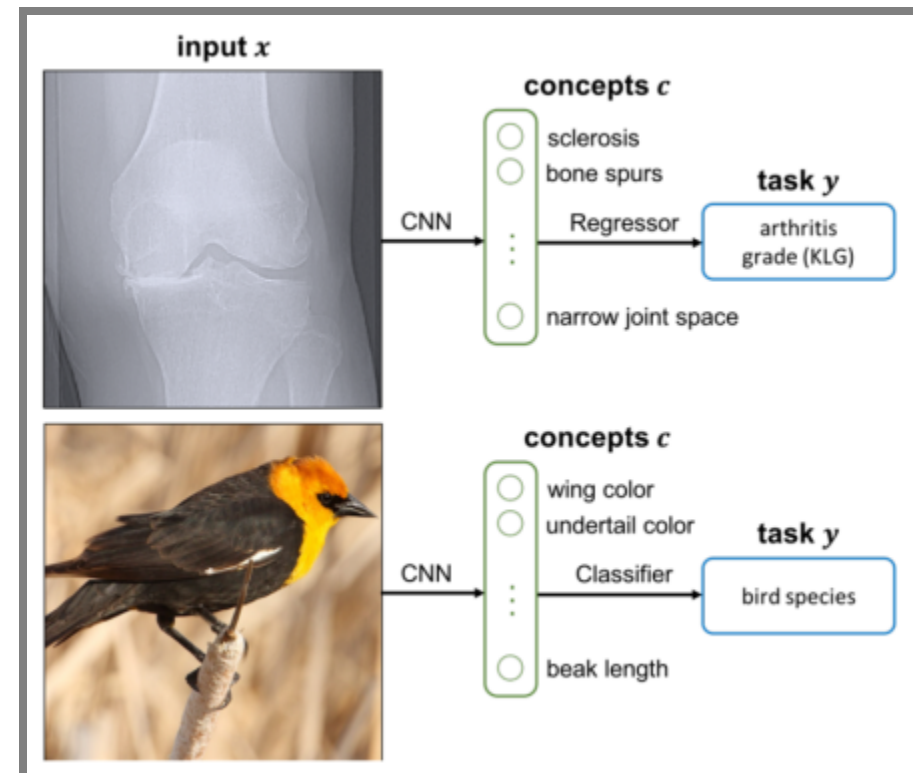 input x
concepts c
sclerosis
bone spurs
narrow joint space
CNN
Regressor
task y
arthritis
grade (KLG)
concepts c
wing color
undertail color
beak length
CNN
Classifier
task y
bird species